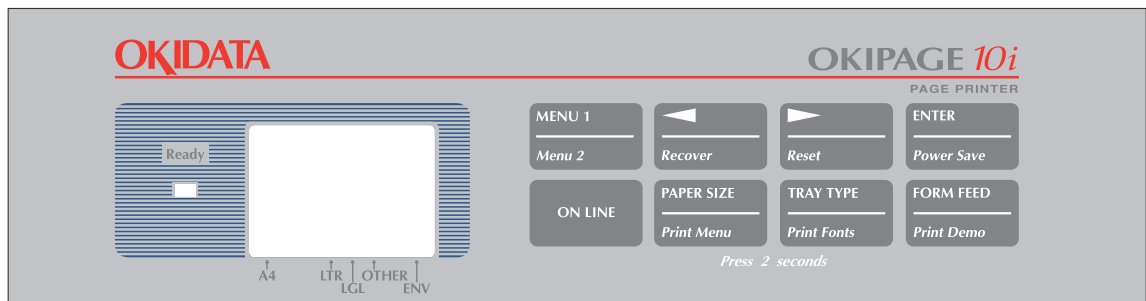 OKIDATA
OKIPAGE 10i
PAGE PRINTER
Ready
A4 LTR LGL OTHER ENV
MENU 1
Menu 2
Recover
Reset
ENTER
Power Save
ON LINE
PAPER SIZE
Print Menu
TRAY TYPE
Print Fonts
FORM FEED
Print Demo
Press 2 seconds